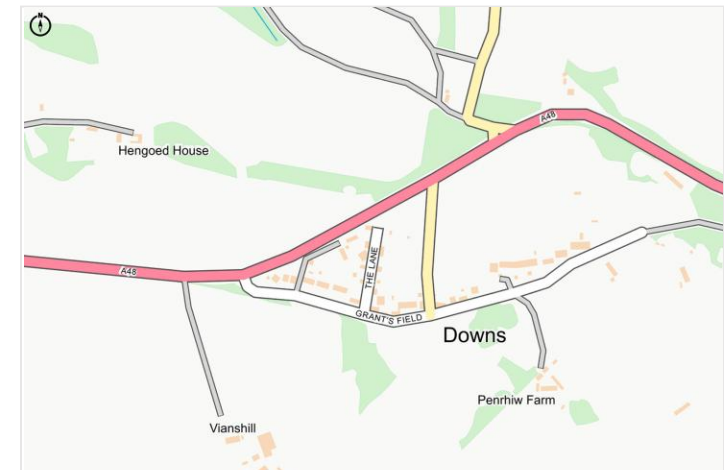 N
A48
Hengoed House
A48
THE LANE
GRANT'S FIELD
Downs
Penrhiw Farm
Vianshill